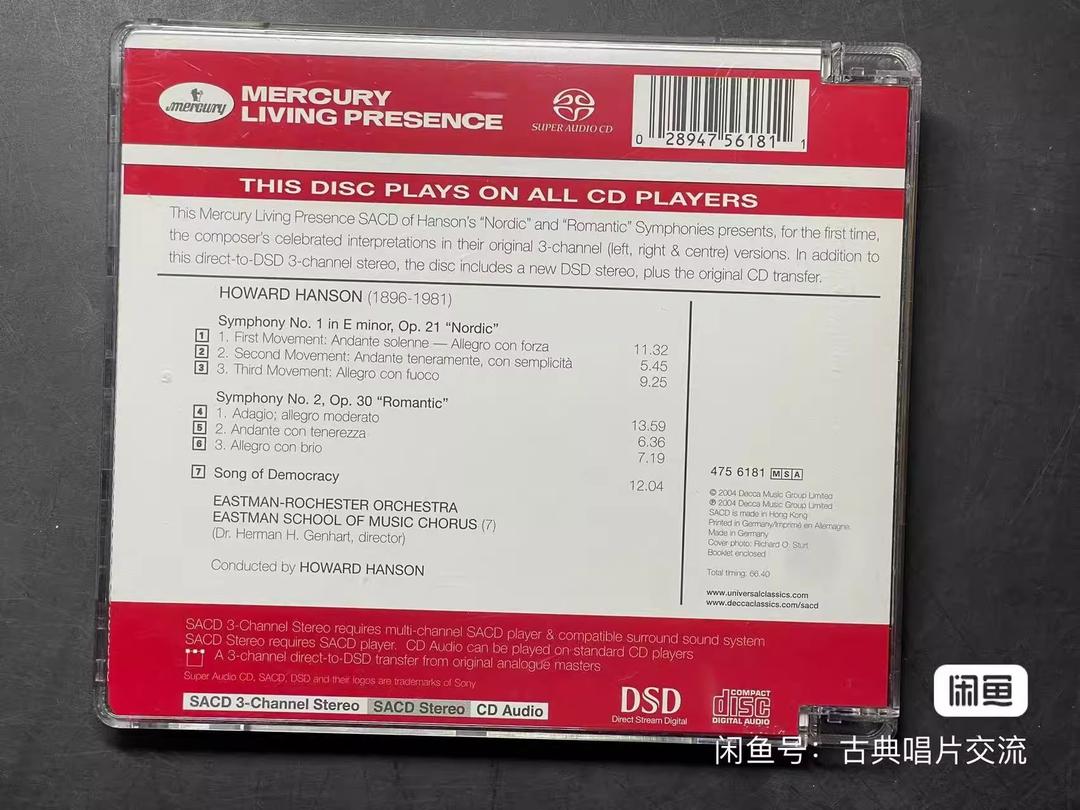 mercury
MERCURY
LIVING PRESENCE
SUPER AUDIO CD
0 28947 56181 1
THIS DISC PLAYS ON ALL CD PLAYERS
This Mercury Living Presence SACD of Hanson's “Nordic” and “Romantic” Symphonies presents, for the first time,
the composer's celebrated interpretations in their original 3-channel (left, right & centre) versions. In addition to
this direct-to-DSD 3-channel stereo, the disc includes a new DSD stereo, plus the original CD transfer.
HOWARD HANSON (1896-1981)
Symphony No. 1 in E minor, Op. 21 “Nordic”
1 1. First Movement: Andante solenne — Allegro con forza 11.32
2 2. Second Movement: Andante teneramente, con semplicità 5.45
3 3. Third Movement: Allegro con fuoco 9.25
Symphony No. 2, Op. 30 “Romantic”
4 1. Adagio; allegro moderato 13.59
5 2. Andante con tenerezza 6.36
6 3. Allegro con brio 7.19
7 Song of Democracy 12.04
EASTMAN-ROCHESTER ORCHESTRA
EASTMAN SCHOOL OF MUSIC CHORUS (7)
(Dr. Herman H. Genhart, director)
Conducted by HOWARD HANSON
475 6181 MSA
© 2004 Decca Music Group Limited
℗ 2004 Decca Music Group Limited
SACD is made in Hong Kong
Printed in Germany/Imprimé en Allemagne.
Made in Germany
Cover photo: Richard O. Sturt
Booklet enclosed
Total timing: 66.40
www.universalclassics.com
www.deccaclassics.com/sacd
SACD 3-Channel Stereo requires multi-channel SACD player & compatible surround sound system
SACD Stereo requires SACD player. CD Audio can be played on standard CD players
A 3-channel direct-to-DSD transfer from original analogue masters
Super Audio CD, SACD, DSD and their logos are trademarks of Sony
SACD 3-Channel Stereo SACD Stereo CD Audio
DSD
Direct Stream Digital
COMPACT
disc
DIGITAL AUDIO
闲鱼
闲鱼号：古典唱片交流